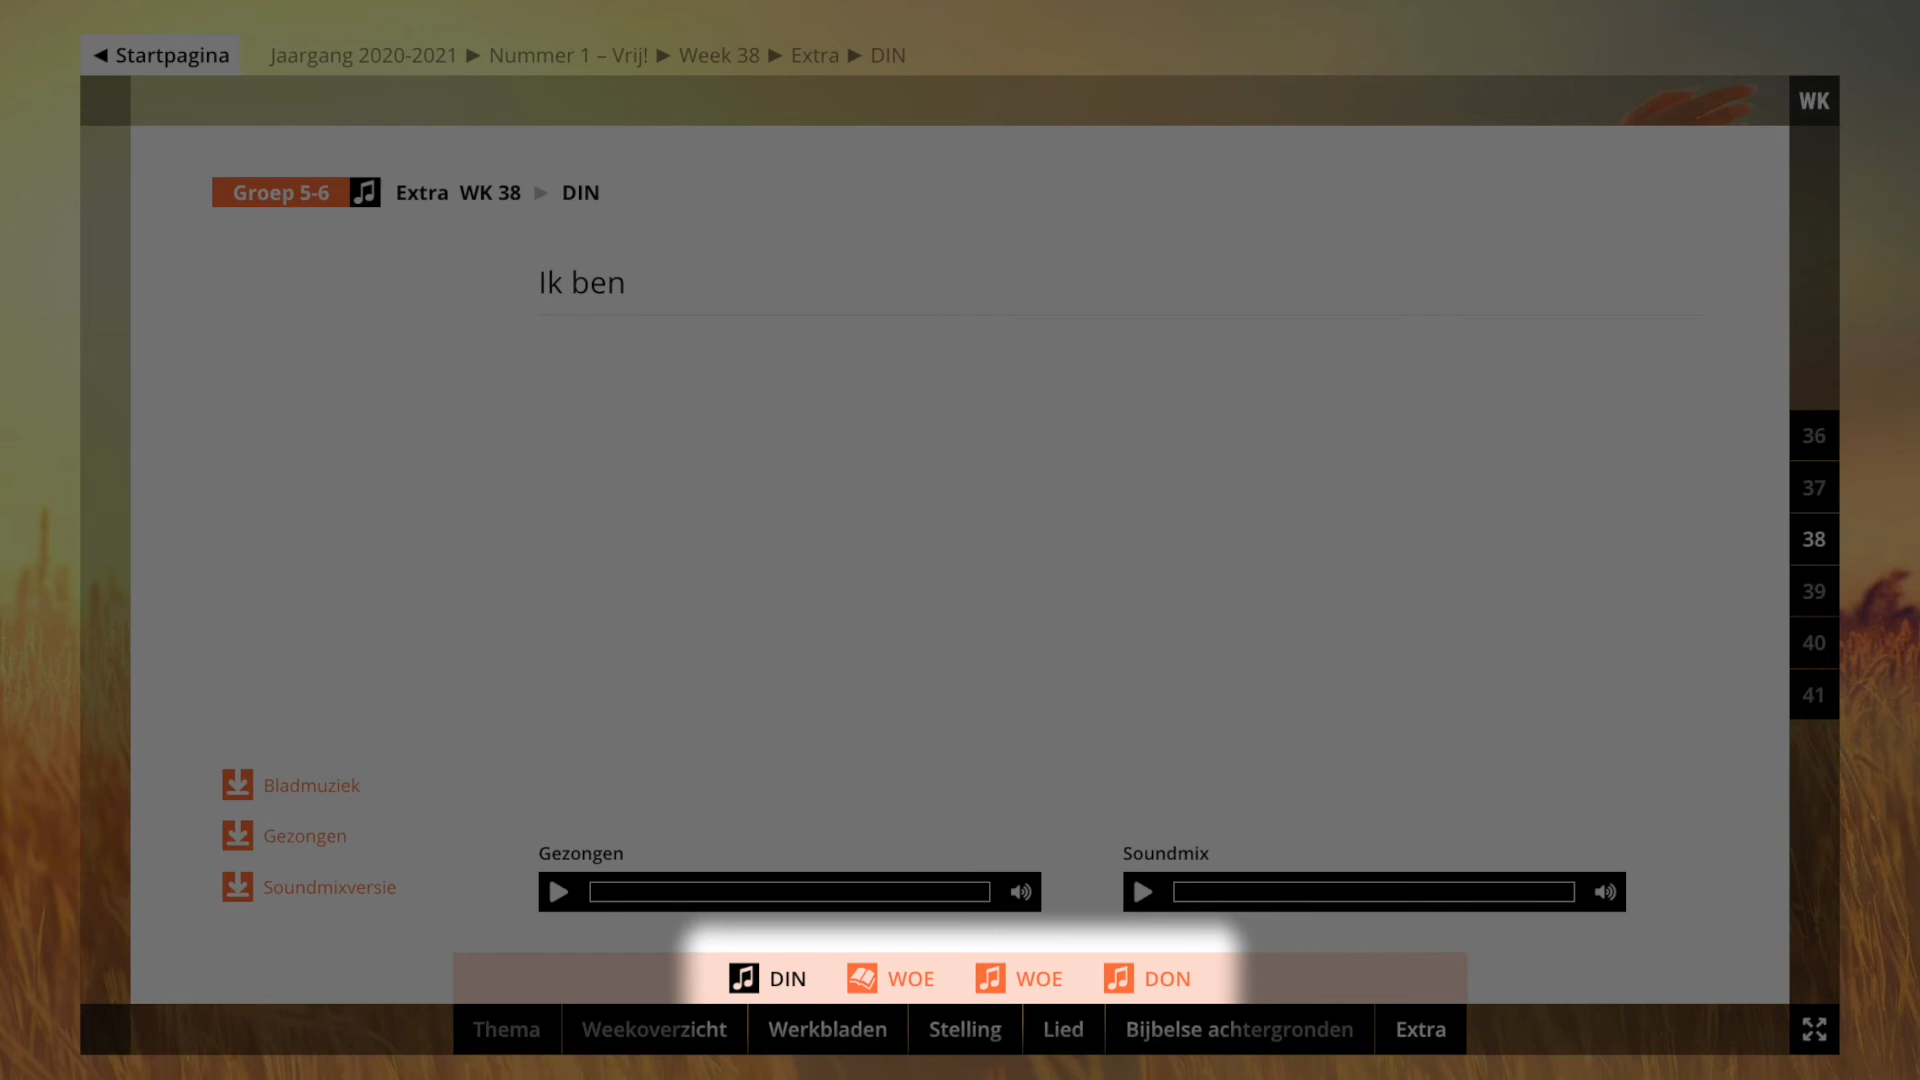 ◀ Startpagina Jaargang 2020-2021 ▶ Nummer 1 – Vrij! ▶ Week 38 ▶ Extra ▶ DIN
WK
Groep 5-6 Extra WK 38 ▶ DIN
Ik ben
36
37
38
39
40
41
Bladmuziek
Gezongen
Soundmixversie
Gezongen
Soundmix
DIN WOE WOE DON
Thema Weekoverzicht Werkbladen Stelling Lied Bijbelse achtergronden Extra